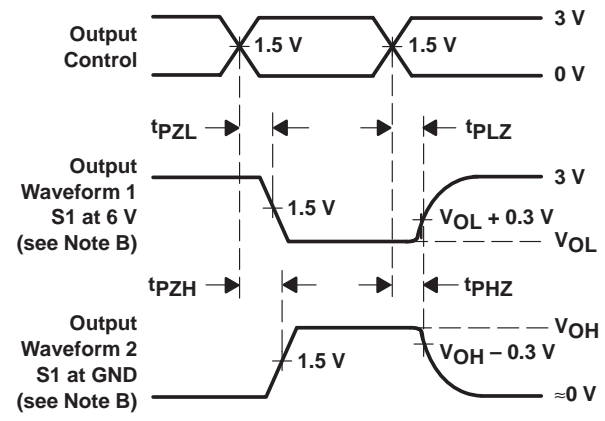 Output
Control
3 V
1.5 V
1.5 V
0 V
tPZL
tPLZ
Output
Waveform 1
S1 at 6 V
(see Note B)
3 V
1.5 V
VOL + 0.3 V
VOL
tPZH
tPHZ
Output
Waveform 2
S1 at GND
(see Note B)
VOH
VOH – 0.3 V
1.5 V
≈0 V